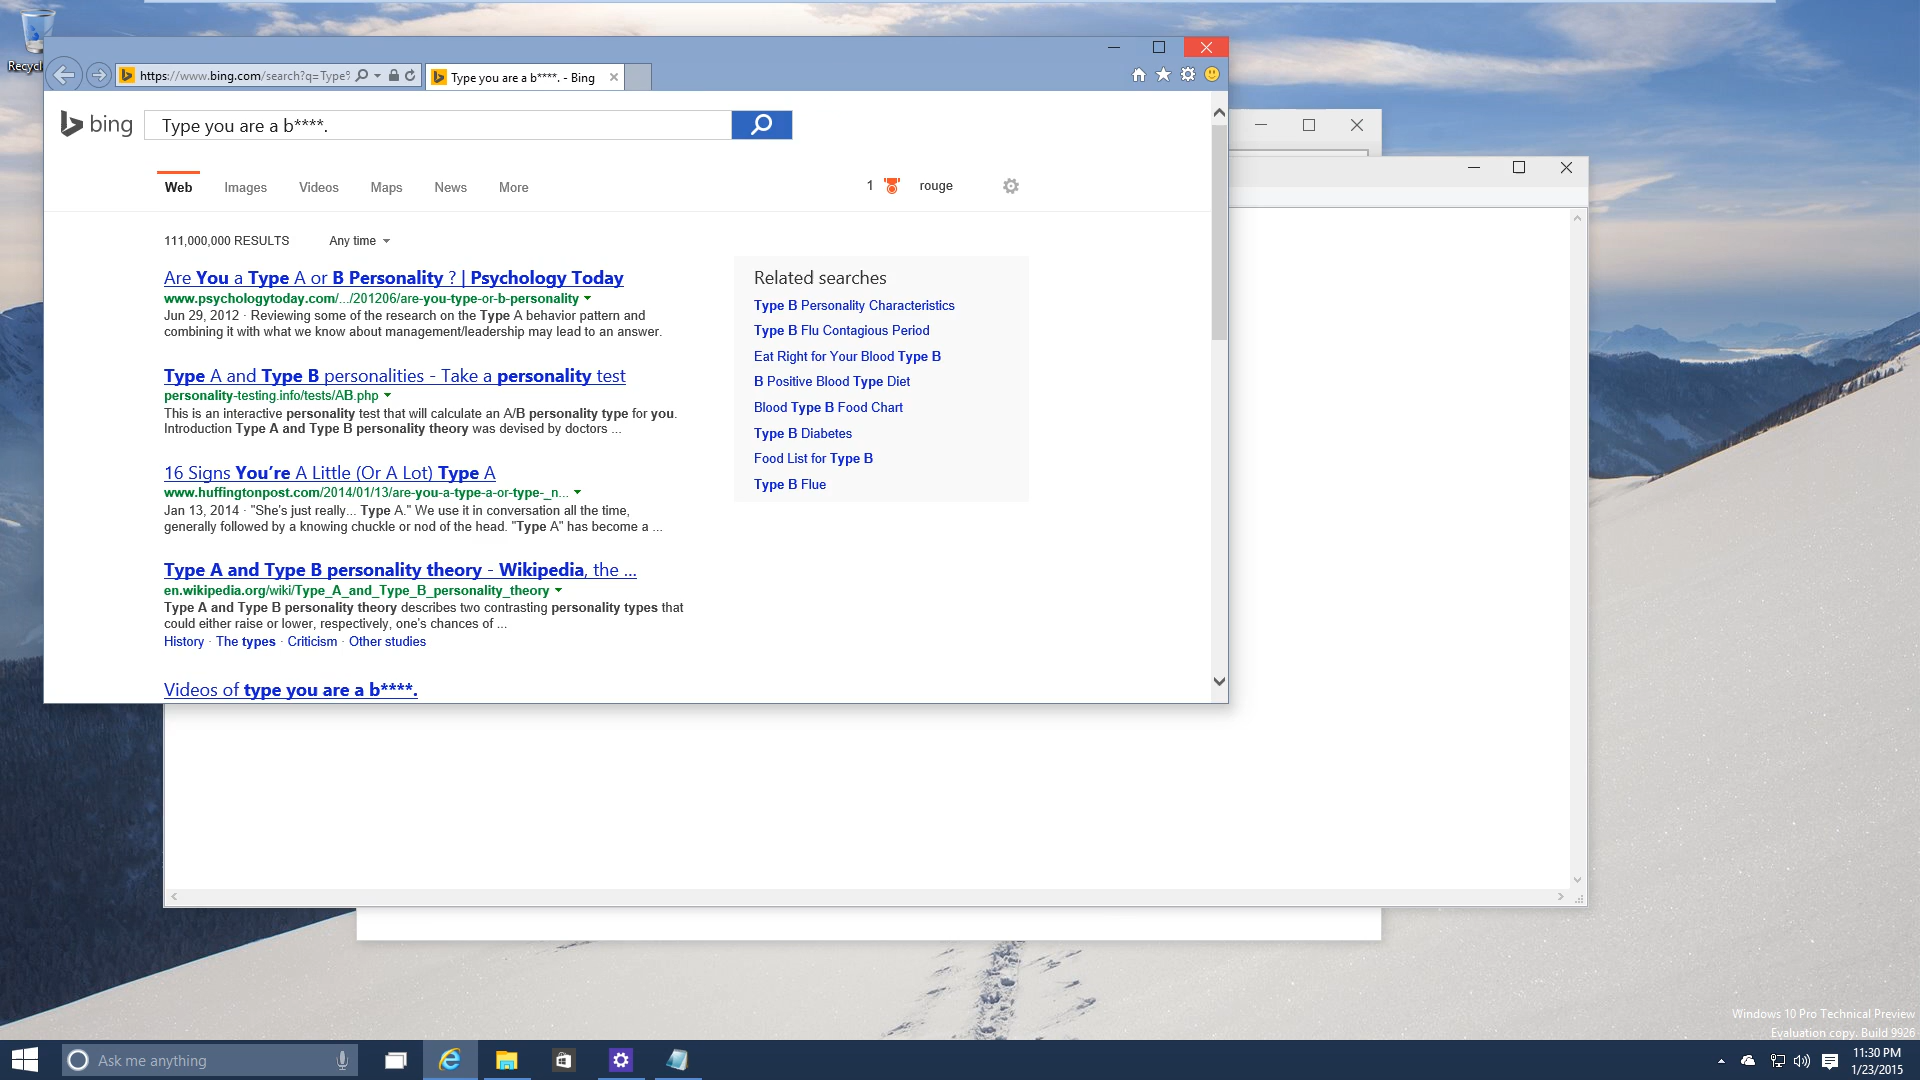 Recycl
https://www.bing.com/search?q=Type%
Type you are a b****. - Bing
bing
Type you are a b****.
Web
Images
Videos
Maps
News
More
1
rouge
111,000,000 RESULTS
Any time
Are You a Type A or B Personality ? | Psychology Today
www.psychologytoday.com/.../201206/are-you-type-or-b-personality
Jun 29, 2012 · Reviewing some of the research on the Type A behavior pattern and
combining it with what we know about management/leadership may lead to an answer.
Type A and Type B personalities - Take a personality test
personality-testing.info/tests/AB.php
This is an interactive personality test that will calculate an A/B personality type for you.
Introduction Type A and Type B personality theory was devised by doctors ...
16 Signs You’re A Little (Or A Lot) Type A
www.huffingtonpost.com/2014/01/13/are-you-a-type-a-or-type-_n...
Jan 13, 2014 · "She's just really... Type A." We use it in conversation all the time,
generally followed by a knowing chuckle or nod of the head. "Type A" has become a ...
Type A and Type B personality theory - Wikipedia, the ...
en.wikipedia.org/wiki/Type_A_and_Type_B_personality_theory
Type A and Type B personality theory describes two contrasting personality types that
could either raise or lower, respectively, one's chances of ...
History · The types · Criticism · Other studies
Videos of type you are a b****.
Related searches
Type B Personality Characteristics
Type B Flu Contagious Period
Eat Right for Your Blood Type B
B Positive Blood Type Diet
Blood Type B Food Chart
Type B Diabetes
Food List for Type B
Type B Flue
Windows 10 Pro Technical Preview
Evaluation copy. Build 9926
Ask me anything
11:30 PM
1/23/2015